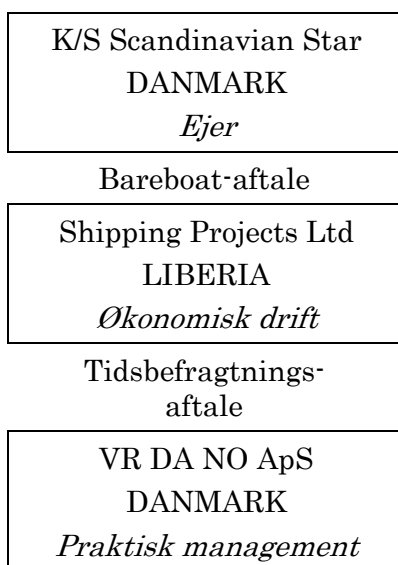 K/S Scandinavian Star
DANMARK
Ejer
Bareboat-aftale
Shipping Projects Ltd
LIBERIA
Økonomisk drift
Tidsbefragtnings-
aftale
VR DA NO ApS
DANMARK
Praktisk management